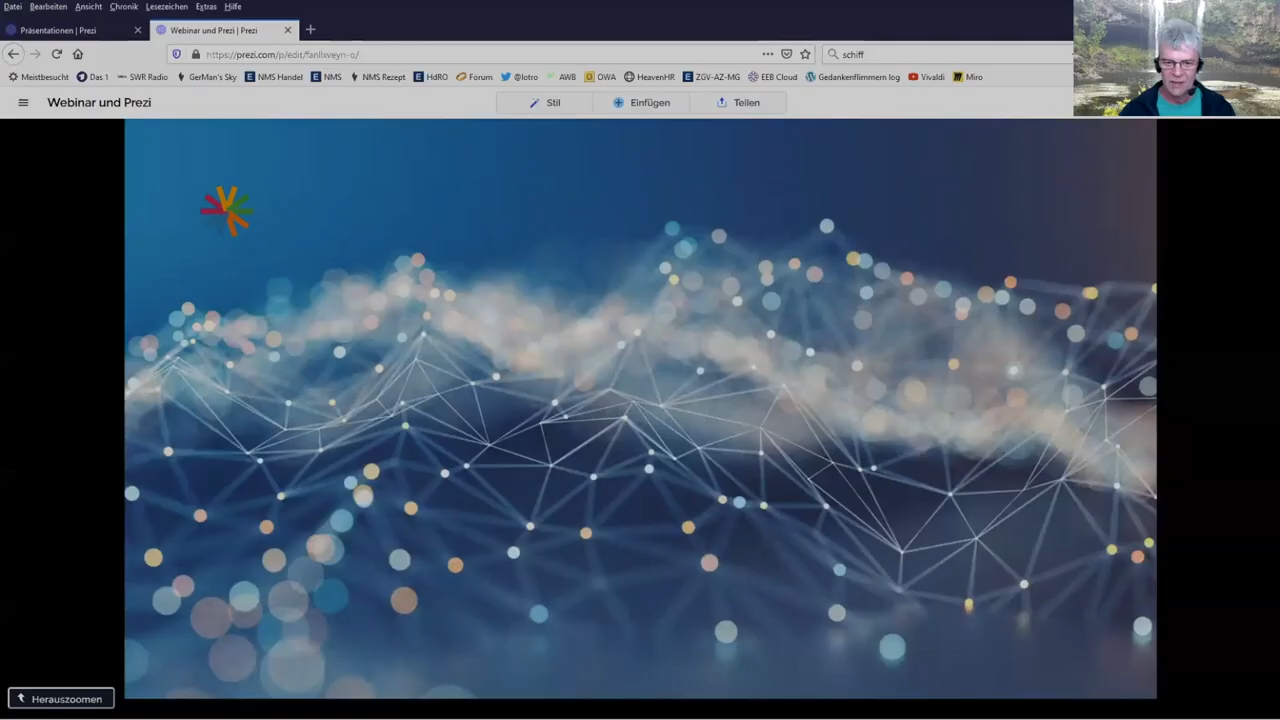 Datei Bearbeiten Ansicht Chronik Lesezeichen Extras Hilfe
Präsentationen | Prezi Webinar und Prezi | Prezi
https://prezi.com/p/edit/fanllxveyn-o/ schiff
Meistbesucht Das 1 SWR Radio GerMan's Sky NMS Handel NMS NMS Rezept HdRO Forum @lotro AWB OWA HeavenHR ZGV-AZ-MG EEB Cloud Gedankenflimmern log Vivaldi Miro
Webinar und Prezi Stil Einfügen Teilen
Herauszoomen